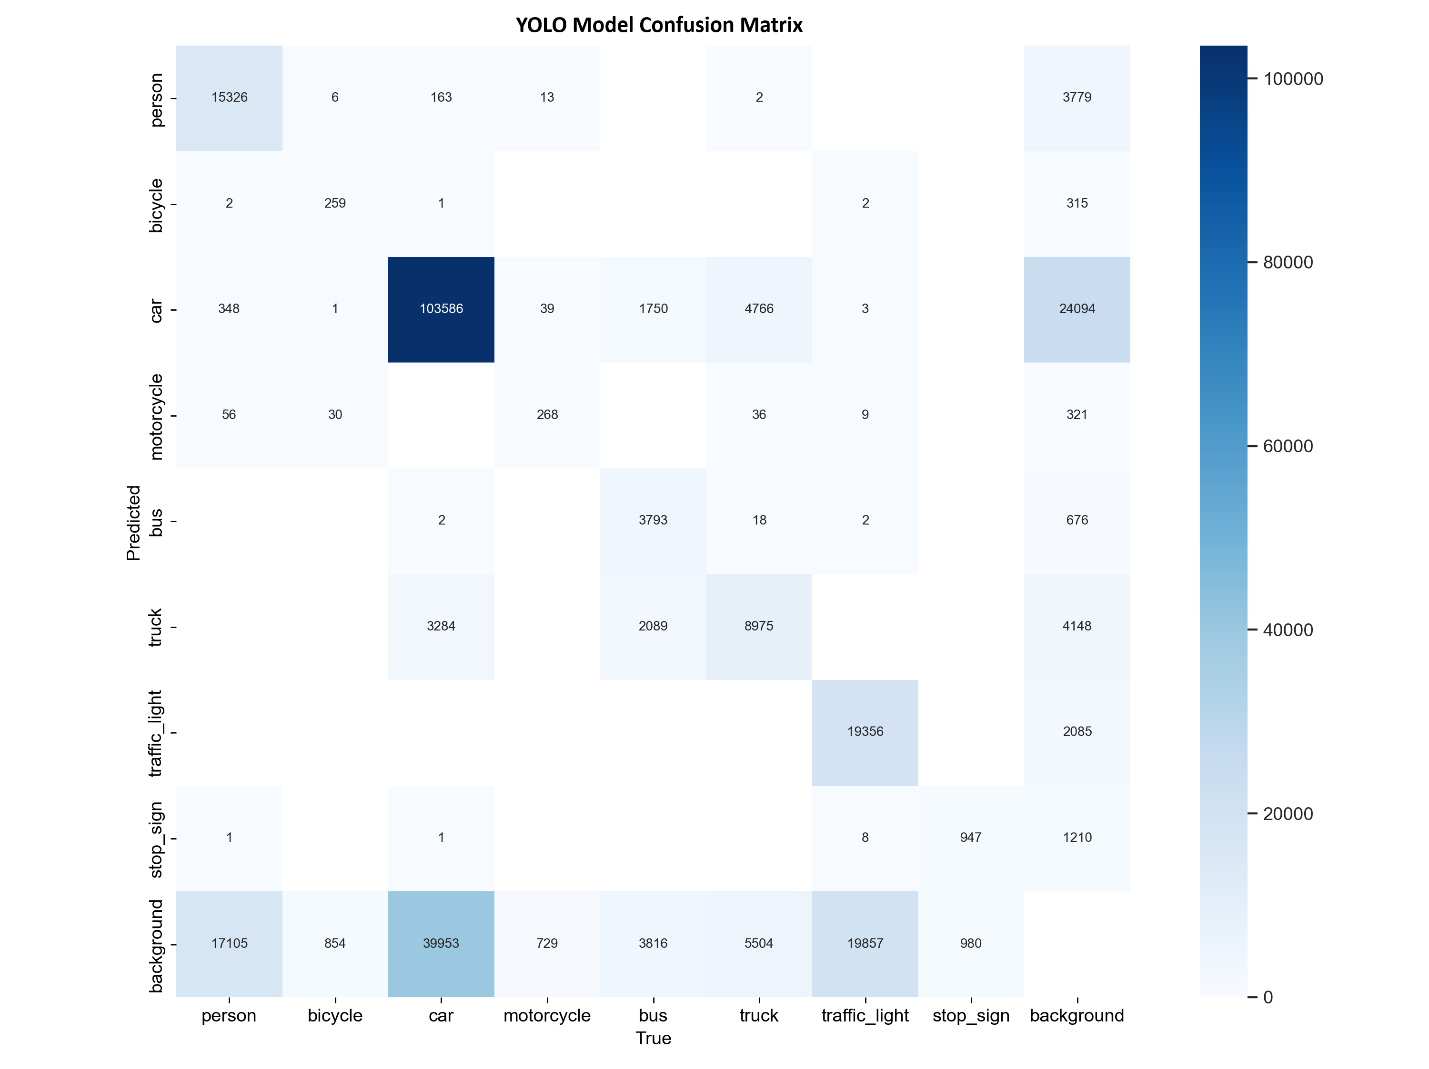 YOLO Model Confusion Matrix
person 15326 6 163 13 2 3779
bicycle 2 259 1 2 315
car 348 1 103586 39 1750 4766 3 24094
motorcycle 56 30 268 36 9 321
Predicted
bus 2 3793 18 2 676
truck 3284 2089 8975 4148
traffic_light 19356 2085
stop_sign 1 1 8 947 1210
background 17105 854 39953 729 3816 5504 19857 980
person bicycle car motorcycle bus truck traffic_light stop_sign background
True
100000
80000
60000
40000
20000
0